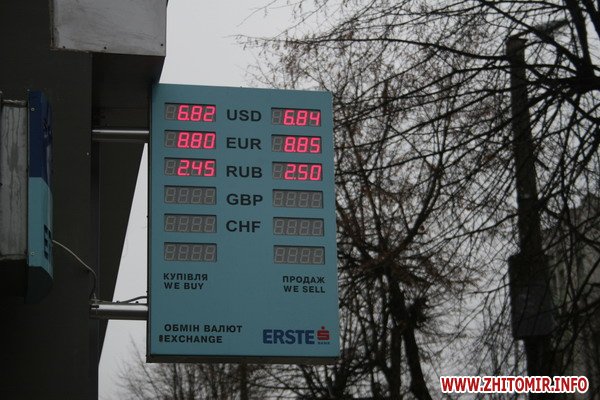 6.82 USD 6.84
8.80 EUR 8.85
2.45 RUB 2.50
GBP
CHF
КУПІВЛЯ ПРОДАЖ
WE BUY WE SELL
ОБМІН ВАЛЮТ
EXCHANGE
ERSTE
BANK
WWW.ZHITOMIR.INFO